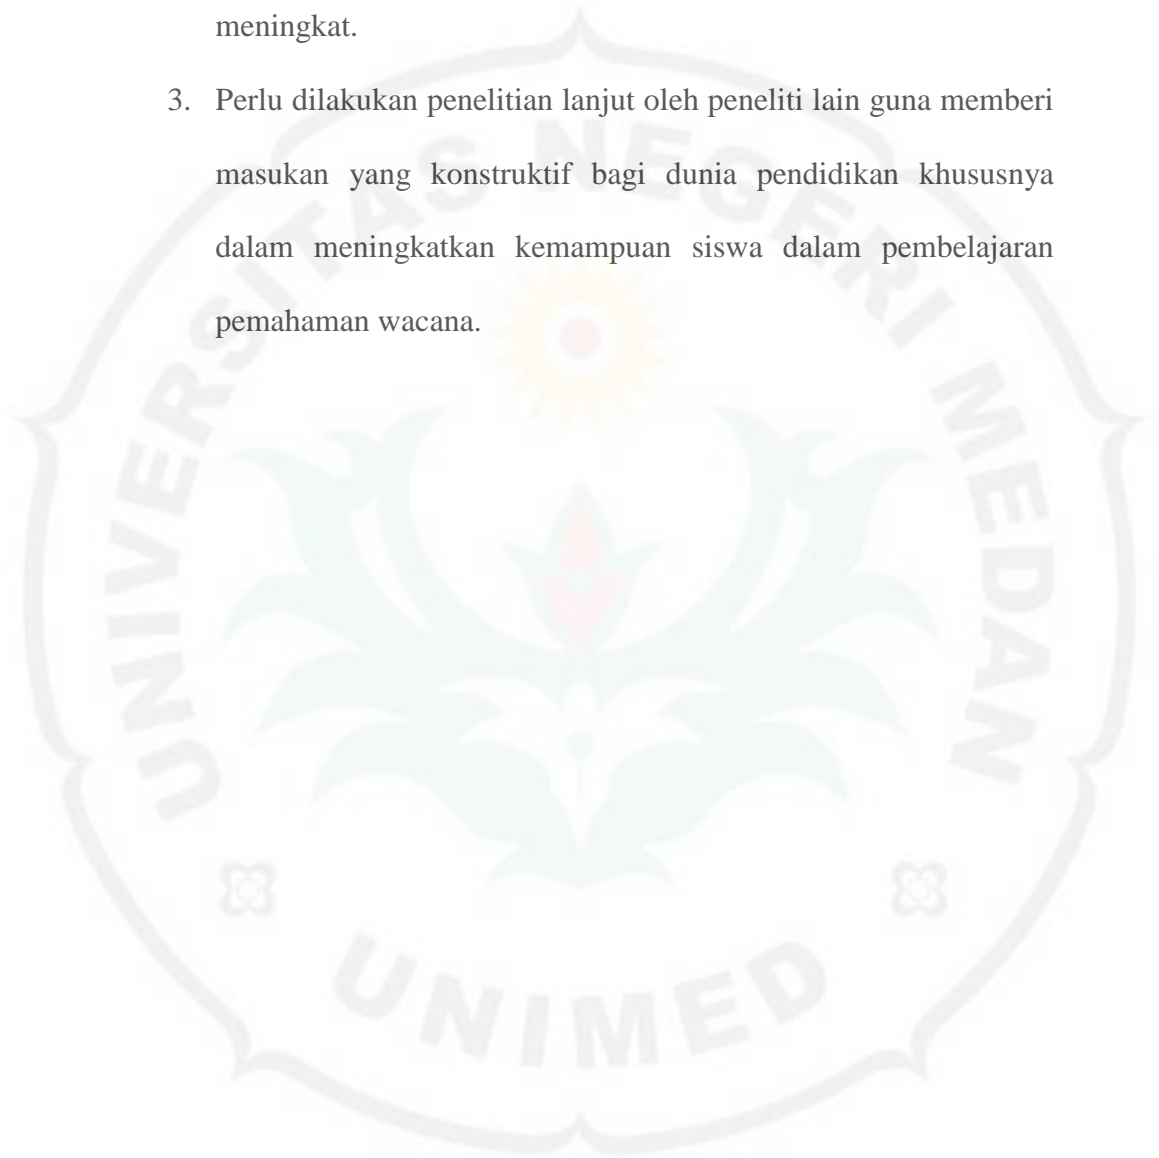 meningkat.
3. Perlu dilakukan penelitian lanjut oleh peneliti lain guna memberi
masukan yang konstruktif bagi dunia pendidikan khususnya
dalam meningkatkan kemampuan siswa dalam pembelajaran
pemahaman wacana.
UNIVERSITAS NEGERI MEDAN
UNIMED